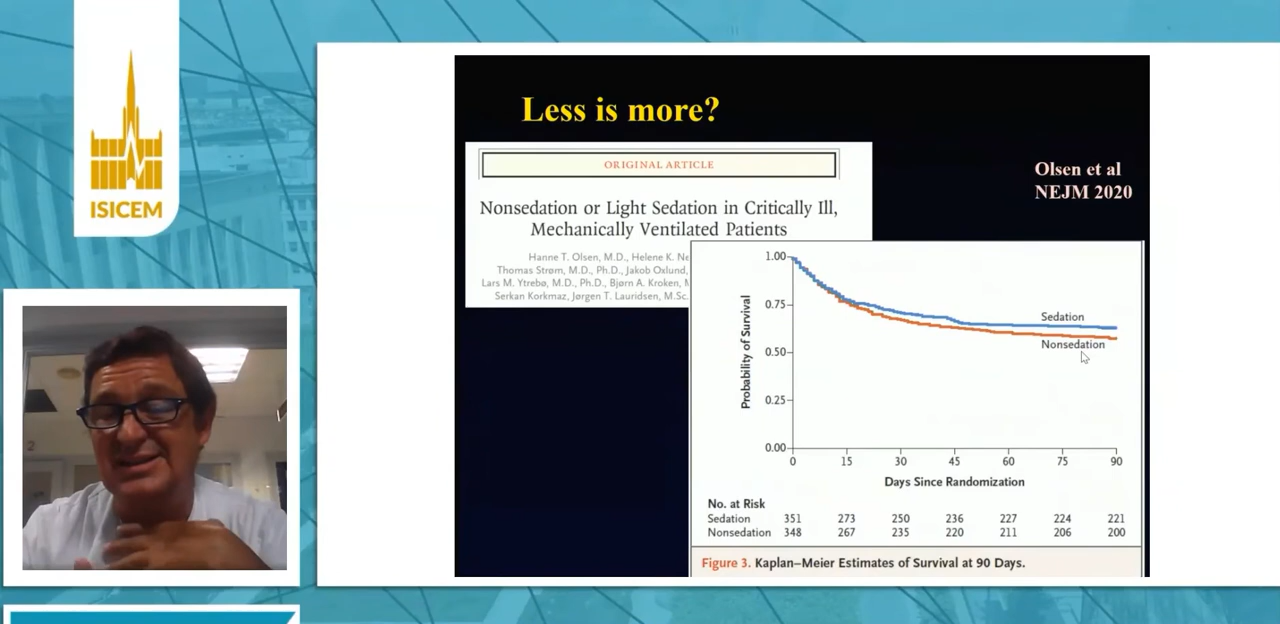 ISICEM
Less is more?
ORIGINAL ARTICLE
Nonsedation or Light Sedation in Critically Ill,
Mechanically Ventilated Patients
Hanne T. Olsen, M.D., Helene K. Ne
Thomas Strøm, M.D., Ph.D., Jakob Oxlund,
Lars M. Ytrebø, M.D., Ph.D., Bjørn A. Kroken, M
Serkan Korkmaz, Jørgen T. Lauridsen, M.Sc.
Olsen et al
NEJM 2020
Probability of Survival
1.00
0.75
0.50
0.25
0.00
Sedation
Nonsedation
0 15 30 45 60 75 90
Days Since Randomization
No. at Risk
Sedation 351 273 250 236 227 224 221
Nonsedation 348 267 235 220 211 206 200
Figure 3. Kaplan–Meier Estimates of Survival at 90 Days.
2